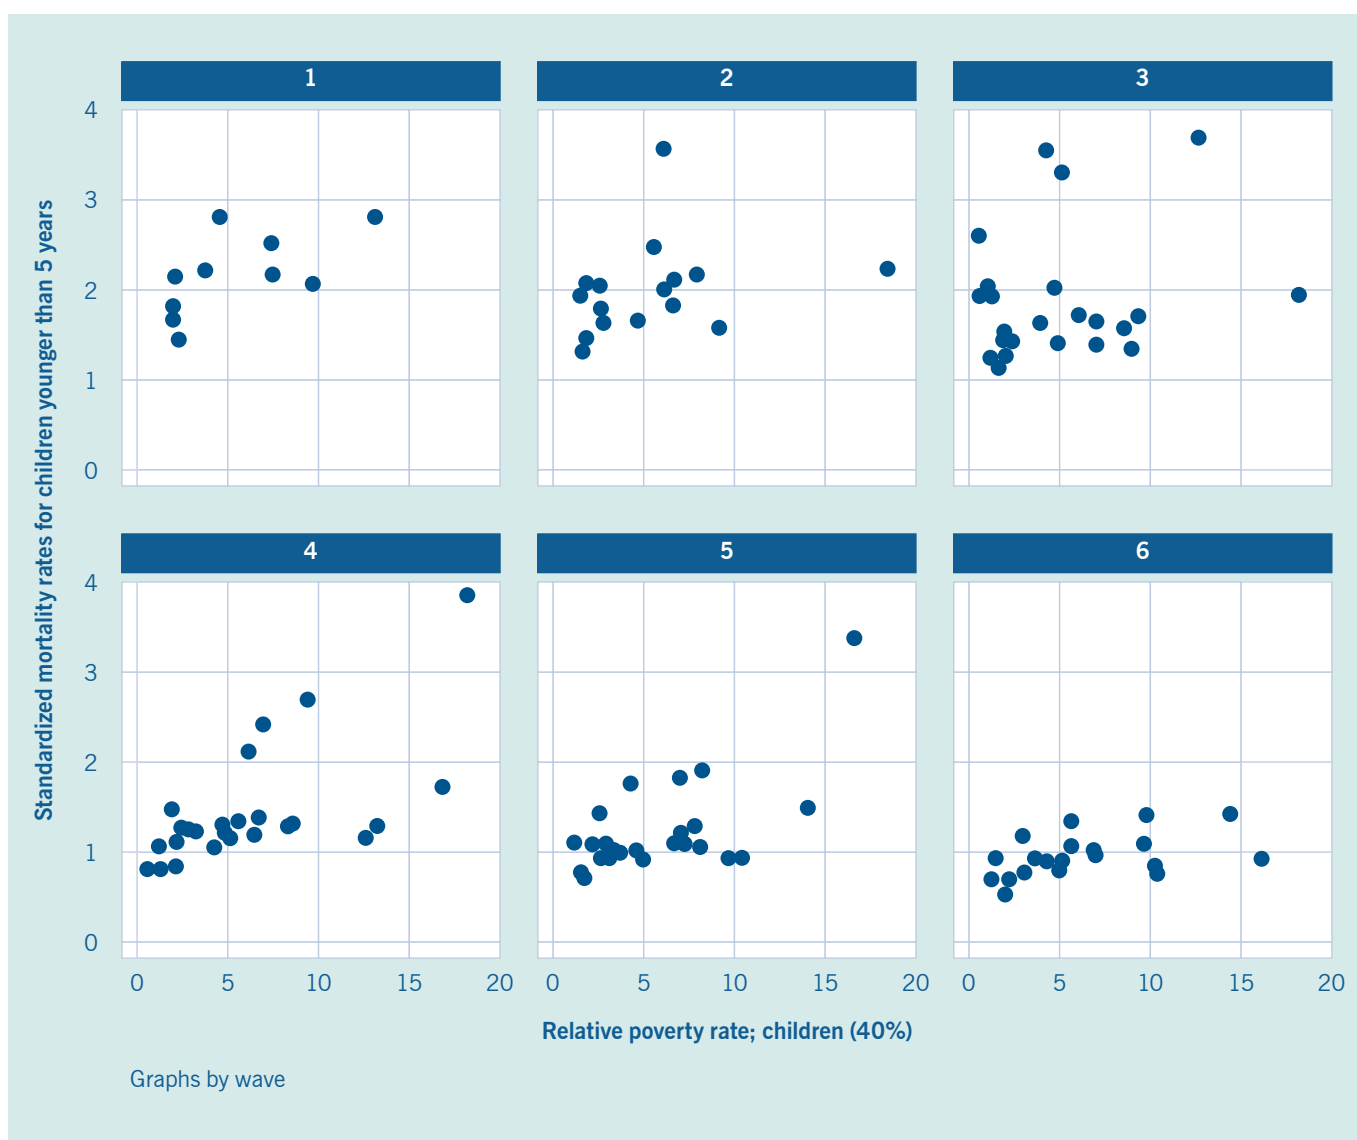 1 2 3
4
3
2
1
0
Standardized mortality rates for children younger than 5 years
4 5 6
4
3
2
1
0
0 5 10 15 20 0 5 10 15 20 0 5 10 15 20
Relative poverty rate; children (40%)
Graphs by wave